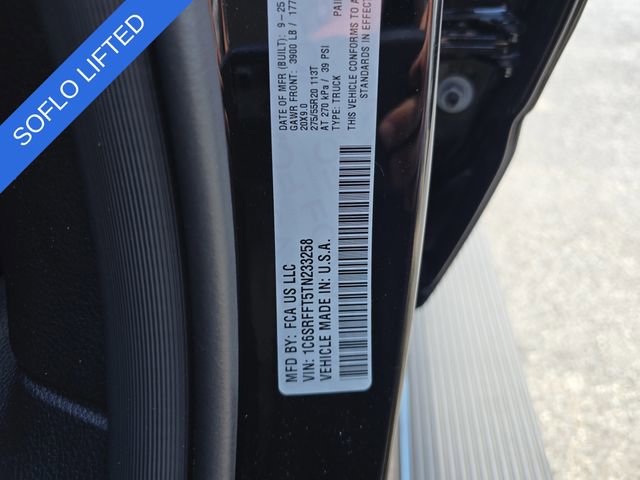 SOFLO LIFTED
MFD BY: FCA US LLC
DATE OF MFR (BUILT): 9-25
GAWR FRONT: 3900 LB / 177
20X9.0
275/55R20 113T
AT 270 kPa / 39 PSI
TYPE: TRUCK
THIS VEHICLE CONFORMS TO A
STANDARDS IN EFFECT
VIN: 1C6SRFFT5TN233258
VEHICLE MADE IN: U.S.A.